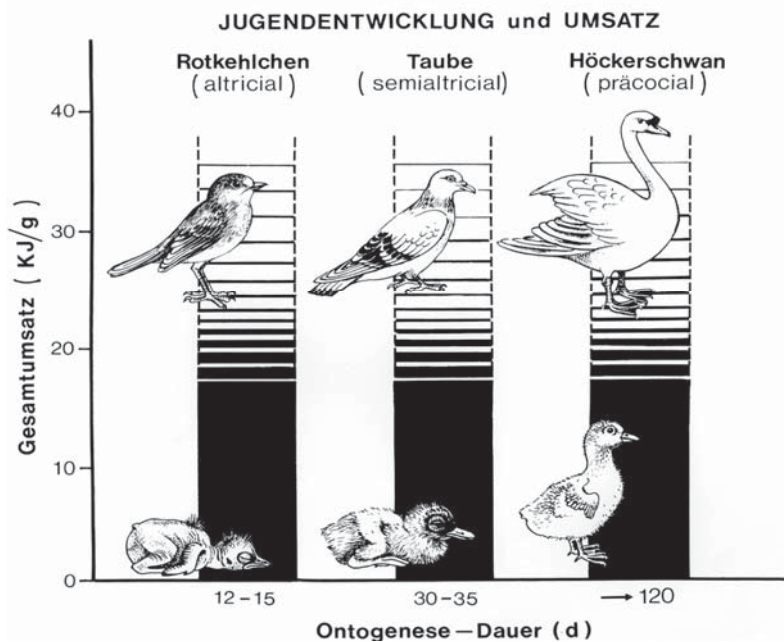 JUGENDENTWICKLUNG und UMSATZ
Rotkehlchen
( altricial )
Taube
( semialtricial )
Höckerschwan
( präcocial )
Gesamtumsatz ( KJ/g )
40
30
20
10
0
12-15
30-35
→ 120
Ontogenese — Dauer ( d )